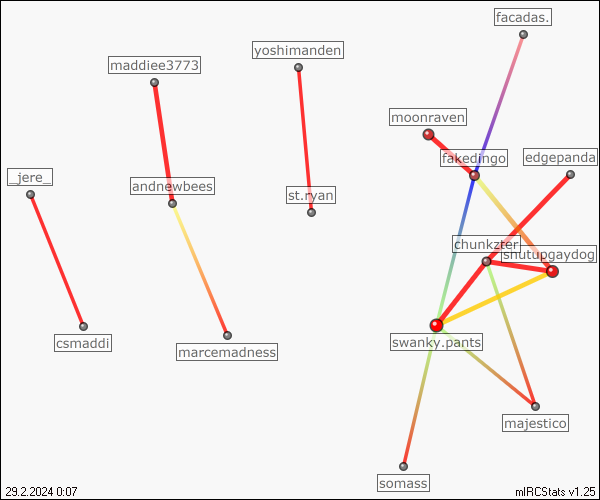 facadas.
yoshimanden
maddiee3773
moonraven
fakedingo
edgepanda
_jere_
andnewbees
st.ryan
chunkzter
shutupgaydog
csmaddi
marcemadness
swanky.pants
majestico
somass
29.2.2024 0:07
mIRCStats v1.25